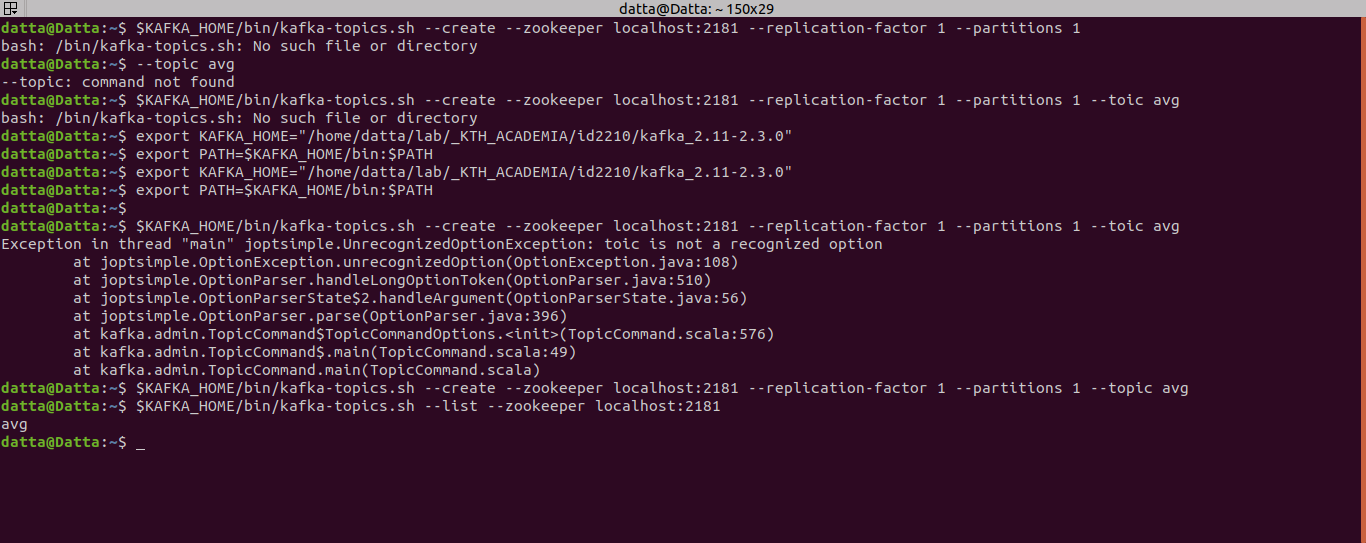 datta@Datta: ~ 150x29
datta@Datta:~$ $KAFKA_HOME/bin/kafka-topics.sh --create --zookeeper localhost:2181 --replication-factor 1 --partitions 1
bash: /bin/kafka-topics.sh: No such file or directory
datta@Datta:~$ --topic avg
--topic: command not found
datta@Datta:~$ $KAFKA_HOME/bin/kafka-topics.sh --create --zookeeper localhost:2181 --replication-factor 1 --partitions 1 --toic avg
bash: /bin/kafka-topics.sh: No such file or directory
datta@Datta:~$ export KAFKA_HOME="/home/datta/lab/_KTH_ACADEMIA/id2210/kafka_2.11-2.3.0"
datta@Datta:~$ export PATH=$KAFKA_HOME/bin:$PATH
datta@Datta:~$ export KAFKA_HOME="/home/datta/lab/_KTH_ACADEMIA/id2210/kafka_2.11-2.3.0"
datta@Datta:~$ export PATH=$KAFKA_HOME/bin:$PATH
datta@Datta:~$
datta@Datta:~$ $KAFKA_HOME/bin/kafka-topics.sh --create --zookeeper localhost:2181 --replication-factor 1 --partitions 1 --toic avg
Exception in thread "main" joptsimple.UnrecognizedOptionException: toic is not a recognized option
        at joptsimple.OptionException.unrecognizedOption(OptionException.java:108)
        at joptsimple.OptionParser.handleLongOptionToken(OptionParser.java:510)
        at joptsimple.OptionParserState$2.handleArgument(OptionParserState.java:56)
        at joptsimple.OptionParser.parse(OptionParser.java:396)
        at kafka.admin.TopicCommand$TopicCommandOptions.<init>(TopicCommand.scala:576)
        at kafka.admin.TopicCommand$.main(TopicCommand.scala:49)
        at kafka.admin.TopicCommand.main(TopicCommand.scala)
datta@Datta:~$ $KAFKA_HOME/bin/kafka-topics.sh --create --zookeeper localhost:2181 --replication-factor 1 --partitions 1 --topic avg
datta@Datta:~$ $KAFKA_HOME/bin/kafka-topics.sh --list --zookeeper localhost:2181
avg
datta@Datta:~$ _